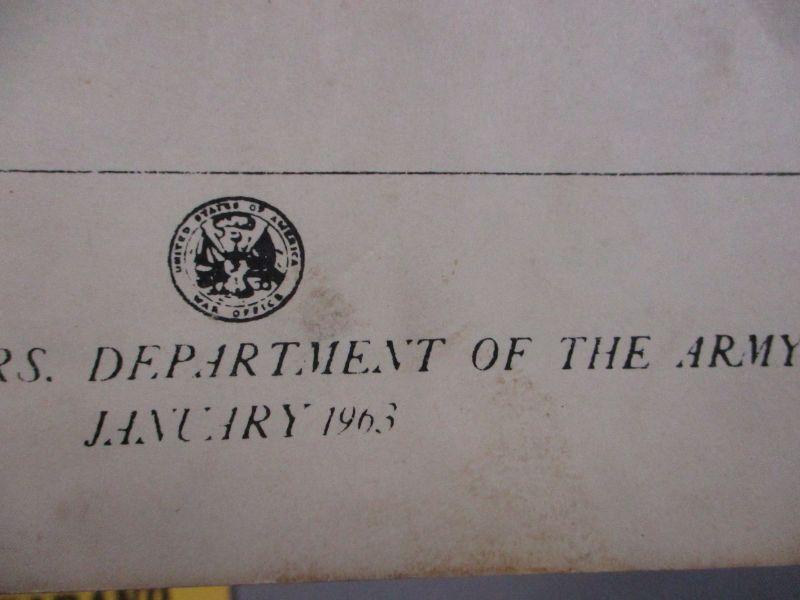 UNITED STATES OF AMERICA
WAR OFFICE
RS. DEPARTMENT OF THE ARMY
JANUARY 1963